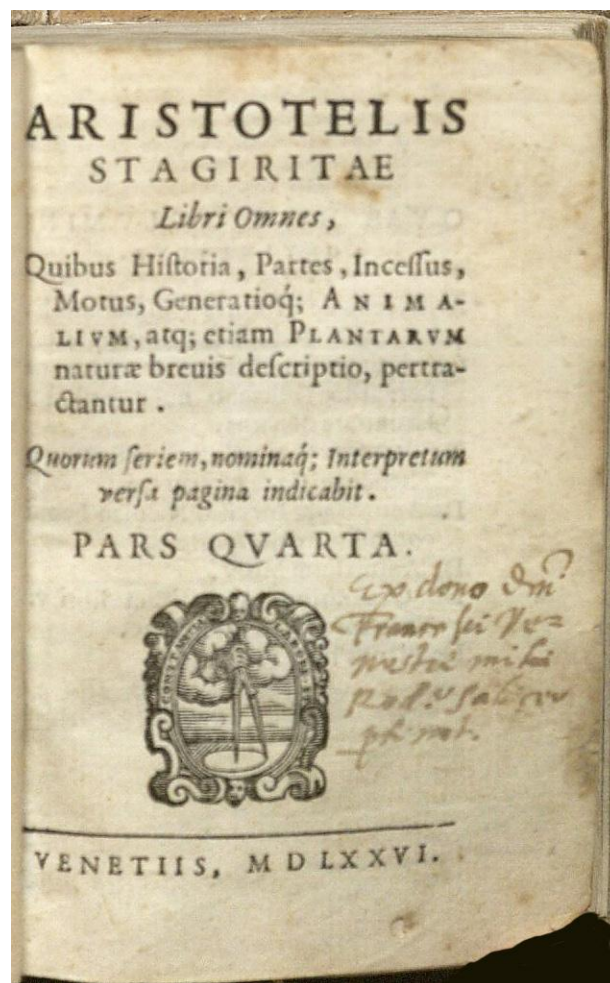 ARISTOTELIS
STAGIRITAE
Libri Omnes,
Quibus Hiſtoria, Partes, Inceſſus,
Motus, Generatioq́; ANIMA-
LIVM, atq; etiam PLANTARVM
naturæ breuis deſcriptio, pertra-
ctantur.
Quorum ſeriem, nominaq́; Interpretum
verſa pagina indicabit.
PARS QVARTA.
Ex dono
mihi
VENETIIS, MDLXXVI.